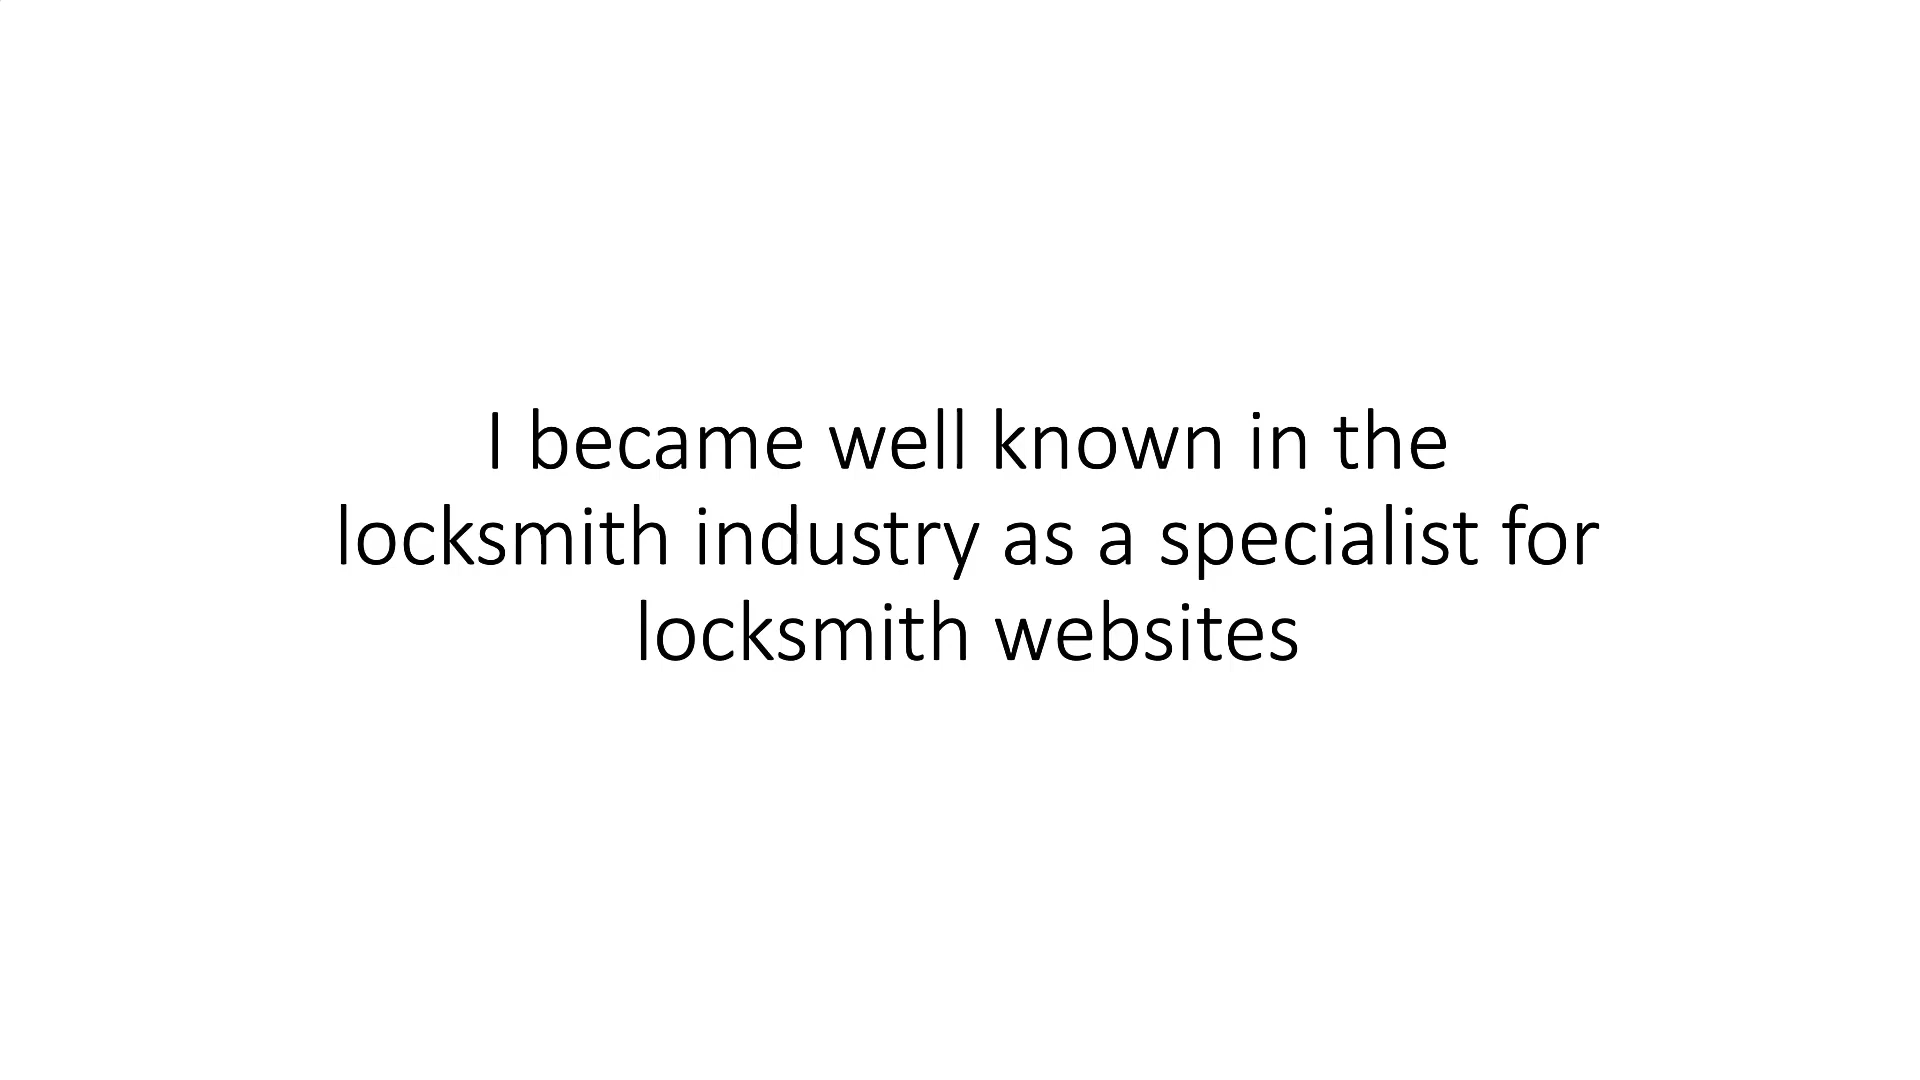 I became well known in the
locksmith industry as a specialist for
locksmith websites